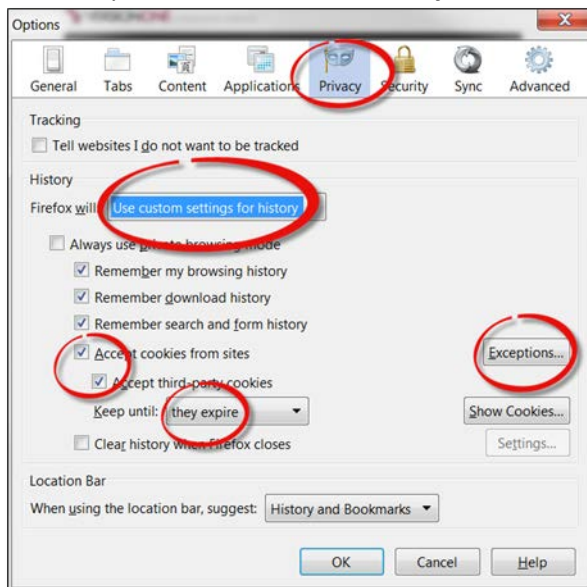 Options
General Tabs Content Applications Privacy Security Sync Advanced
Tracking
Tell websites I do not want to be tracked
History
Firefox will: Use custom settings for history
Always use private browsing mode
Remember my browsing history
Remember download history
Remember search and form history
Accept cookies from sites Exceptions...
Accept third-party cookies
Keep until: they expire Show Cookies...
Clear history when Firefox closes Settings...
Location Bar
When using the location bar, suggest: History and Bookmarks
OK Cancel Help